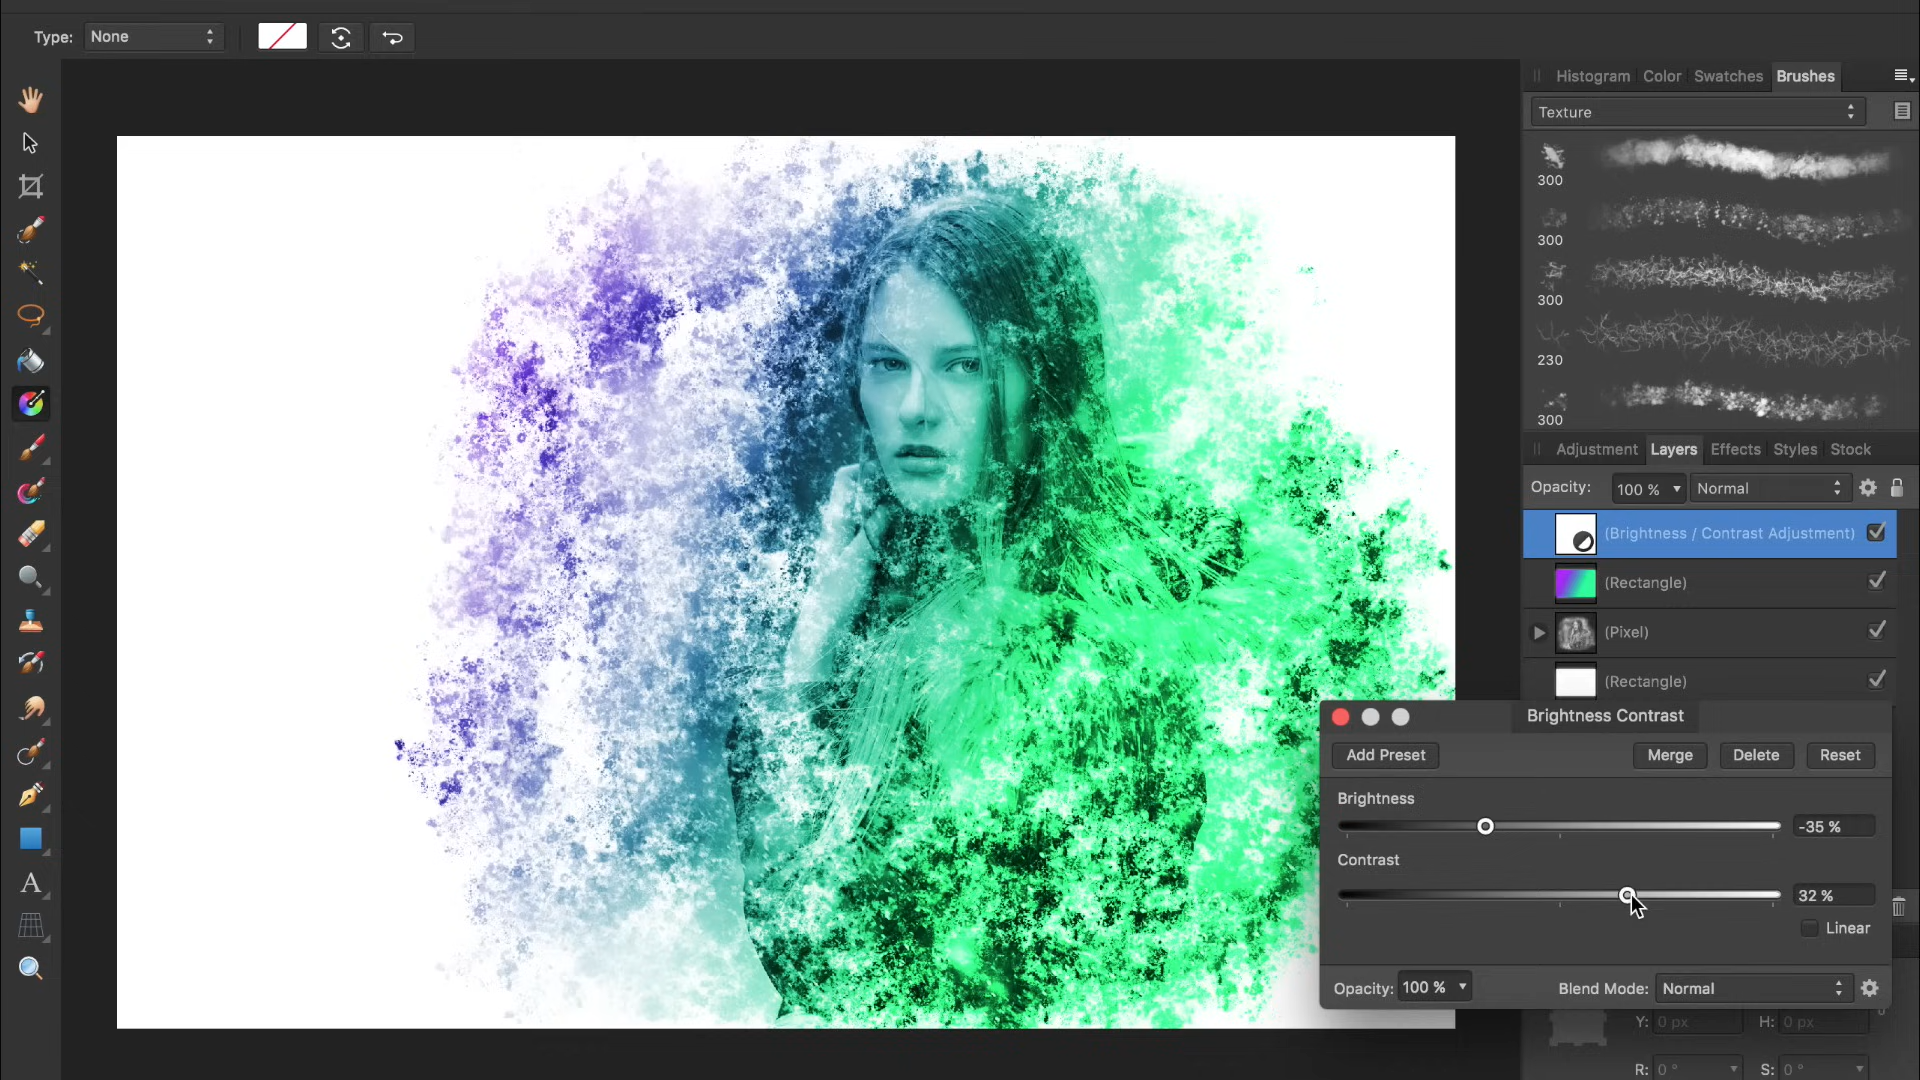 Type: None
Histogram Color Swatches Brushes
Texture
300
300
300
230
300
Adjustment Layers Effects Styles Stock
Opacity: 100 % Normal
(Brightness / Contrast Adjustment)
(Rectangle)
(Pixel)
(Rectangle)
Brightness Contrast
Add Preset Merge Delete Reset
Brightness
-35 %
Contrast
32 %
Linear
Opacity: 100 % Blend Mode: Normal
Y: 0 px H: 0 px
R: 0 ° S: 0 °